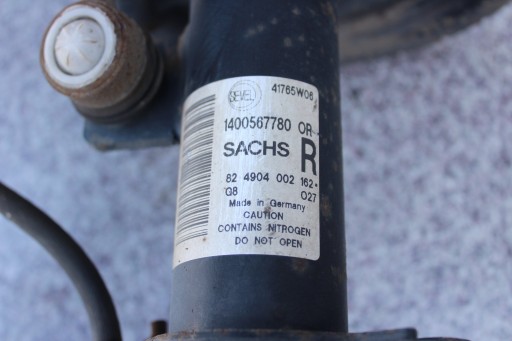 SEVEL 41765W06
1400567780 OR
SACHS R
82 4904 002 162
G8 027
Made in Germany
CAUTION
CONTAINS NITROGEN
DO NOT OPEN